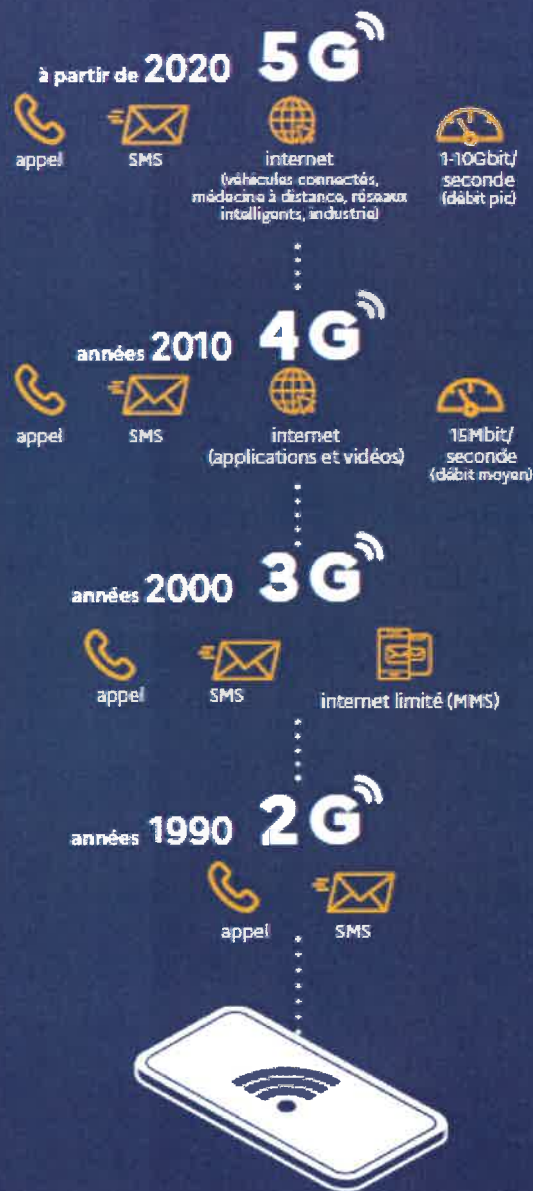 à partir de 2020 5G
appel
SMS
internet
(véhicules connectés,
médecine à distance, réseaux
intelligents, industrie)
1-10Gbit/
seconde
(débit pic)
années 2010 4G
appel
SMS
internet
(applications et vidéos)
15Mbit/
seconde
(débit moyen)
années 2000 3G
appel
SMS
internet limité (MMS)
années 1990 2G
appel
SMS